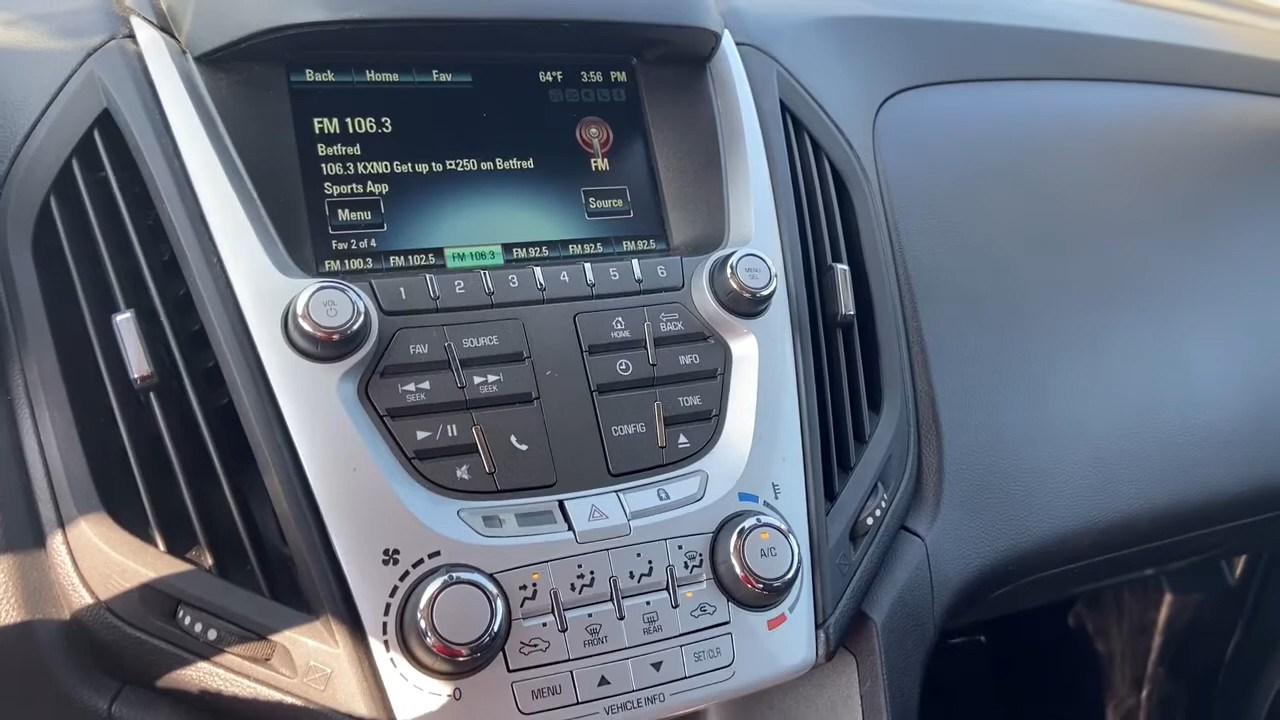 Back Home Fav 64°F 3:56 PM
FM 106.3
Betfred
106.3 KXNO Get up to ¤250 on Betfred
Sports App
FM
Menu
Source
Fav 2 of 4
FM 100.3 FM 102.5 FM 106.3 FM 92.5 FM 92.5 FM 92.5
1 2 3 4 5 6
VOL
MENU
SEL
FAV SOURCE
HOME BACK
SEEK SEEK
INFO
CONFIG TONE
A/C
FRONT REAR
0
MENU SET/CLR
VEHICLE INFO